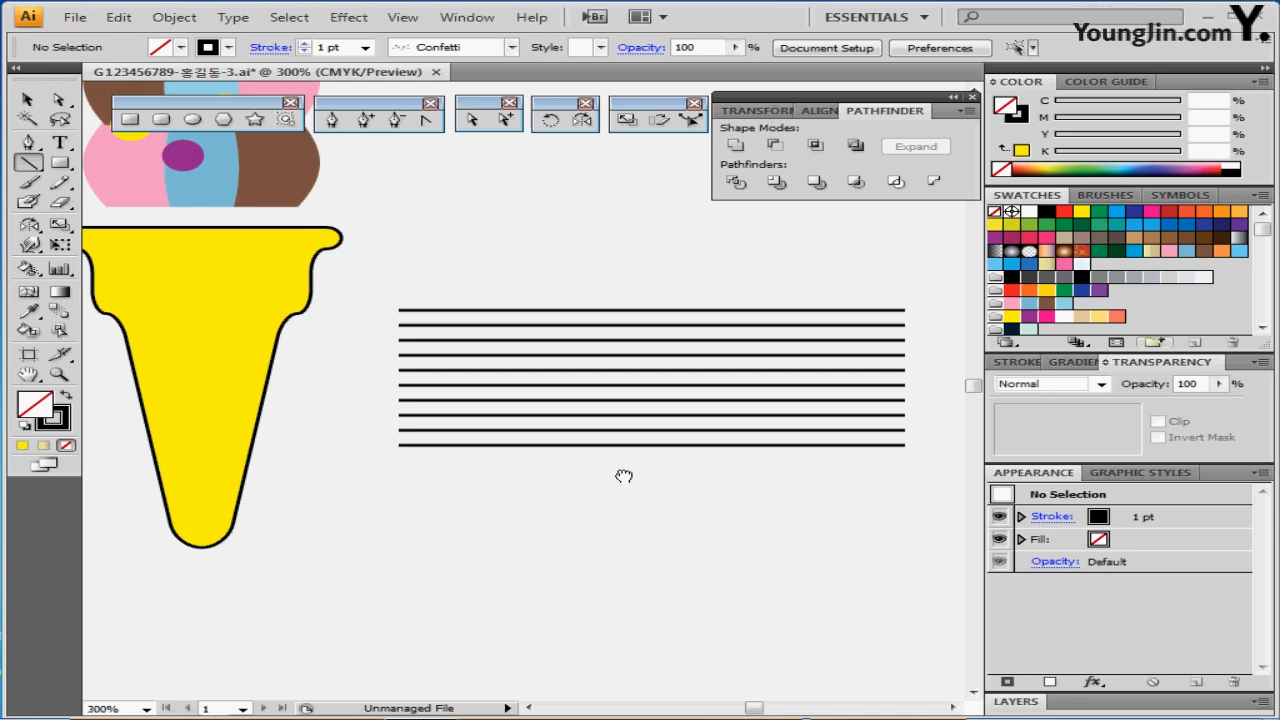 Ai File Edit Object Type Select Effect View Window Help Br ESSENTIALS
YoungJin.com Y.
No Selection Stroke: 1 pt Confetti Style: Opacity: 100 % Document Setup Preferences
G123456789-홍길동-3.ai* @ 300% (CMYK/Preview)
COLOR COLOR GUIDE
C %
M %
Y %
K %
TRANSFORM ALIGN PATHFINDER
Shape Modes:
Expand
Pathfinders:
SWATCHES BRUSHES SYMBOLS
STROKE GRADIEN TRANSPARENCY
Normal Opacity: 100 %
Clip
Invert Mask
APPEARANCE GRAPHIC STYLES
No Selection
Stroke: 1 pt
Fill:
Opacity: Default
fx
LAYERS
300% 1 Unmanaged File